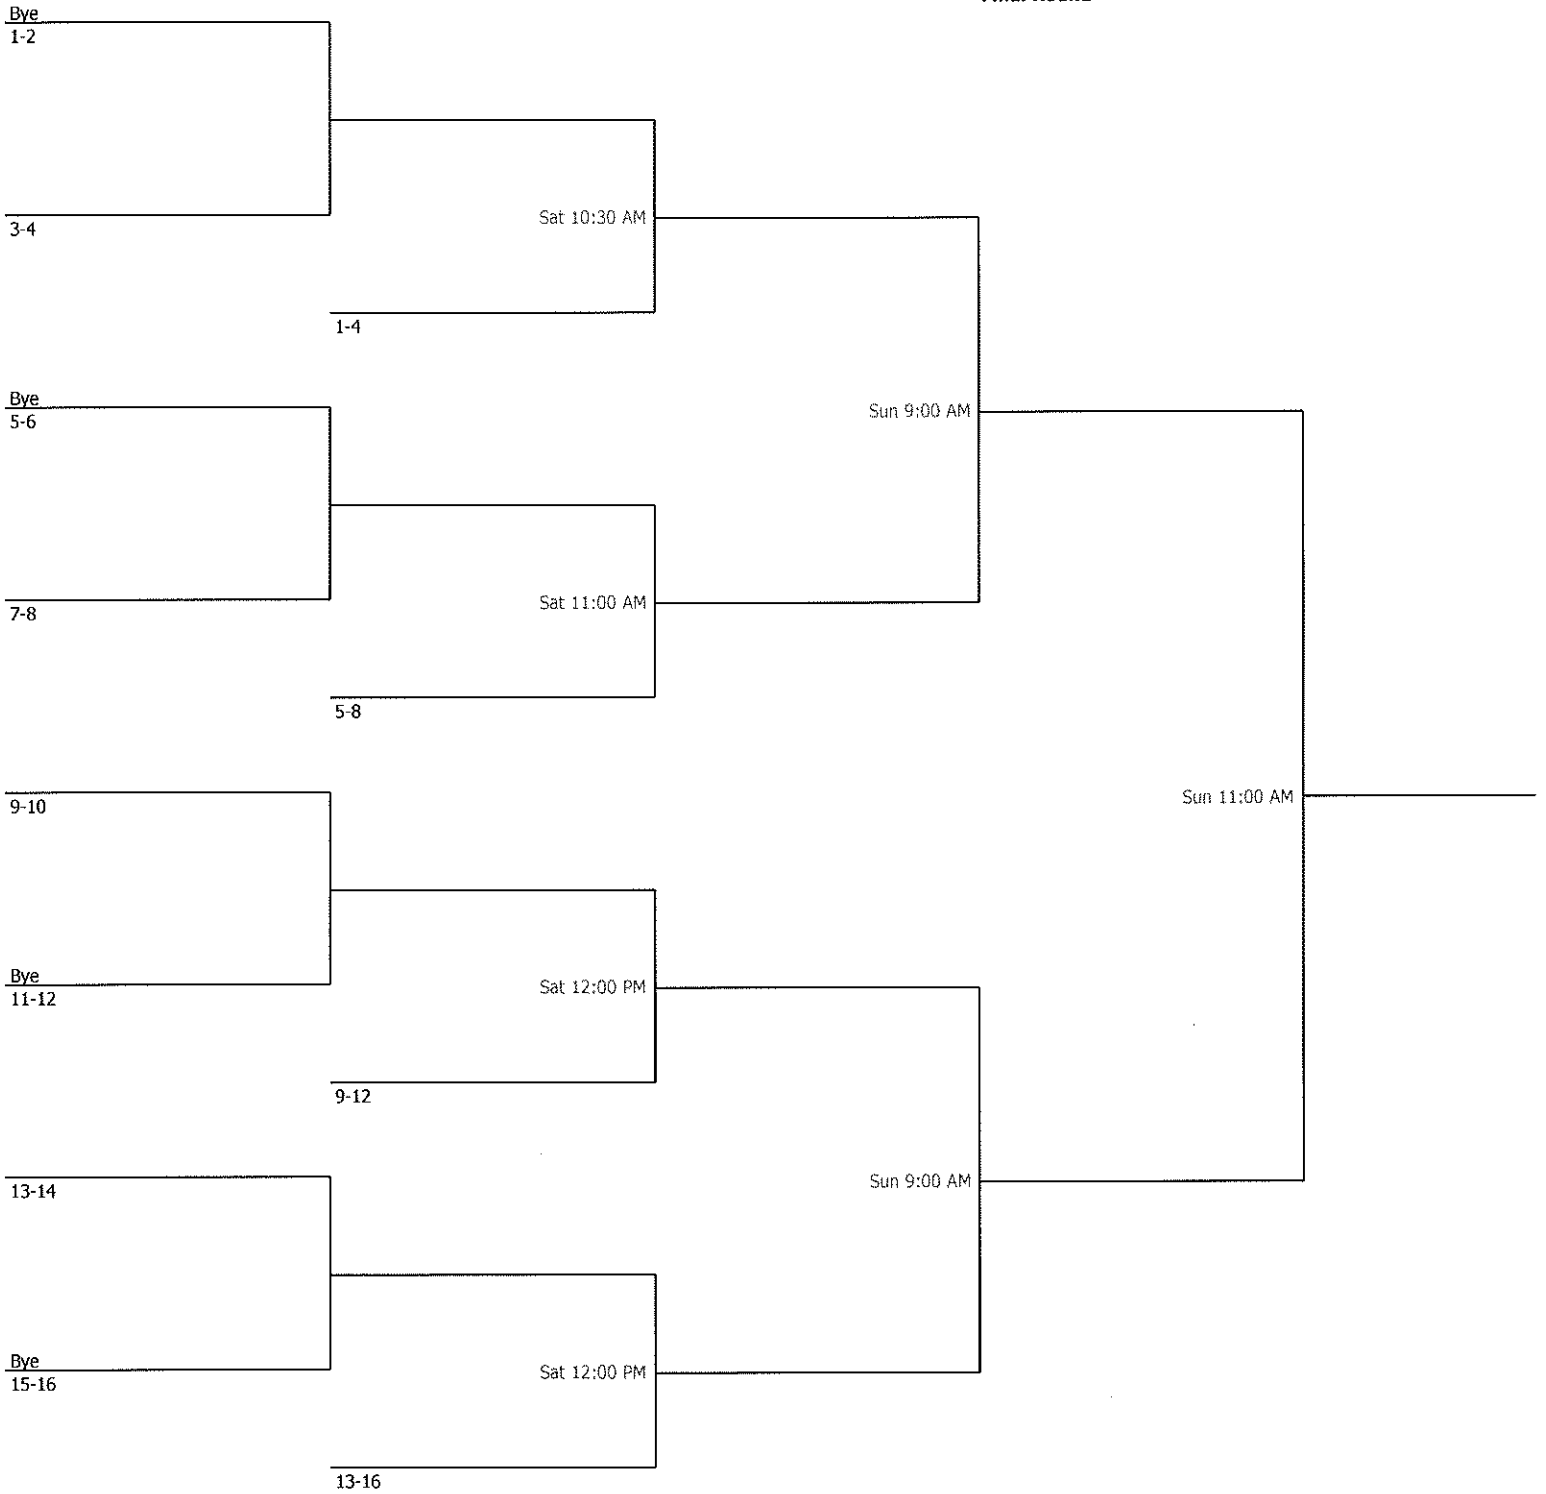 Bye
1-2
3-4
Sat 10:30 AM
1-4
Bye
5-6
Sun 9:00 AM
7-8
Sat 11:00 AM
5-8
9-10
Sun 11:00 AM
Bye
11-12
Sat 12:00 PM
9-12
13-14
Sun 9:00 AM
Bye
15-16
Sat 12:00 PM
13-16